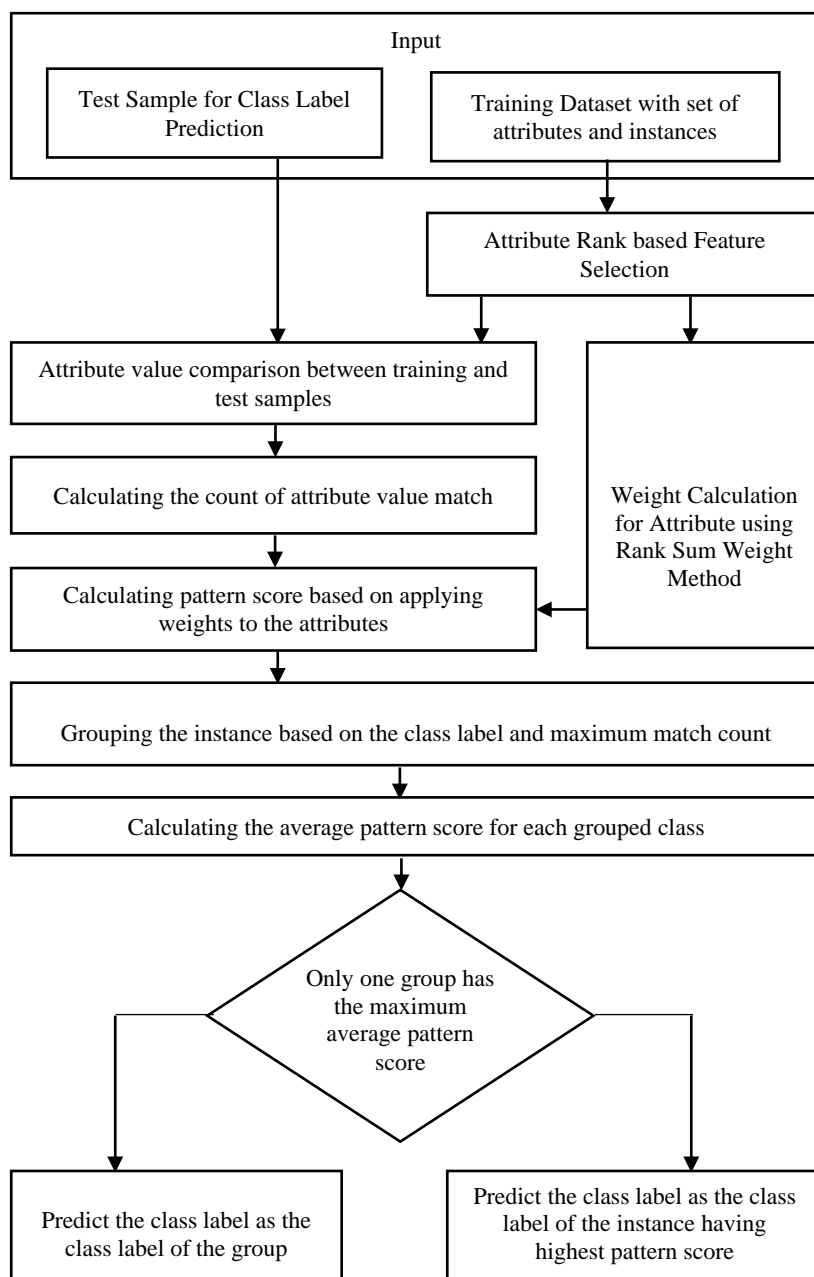 Input
Test Sample for Class Label
Prediction
Training Dataset with set of
attributes and instances
Attribute Rank based Feature
Selection
Attribute value comparison between training and
test samples
Calculating the count of attribute value match
Weight Calculation
for Attribute using
Rank Sum Weight
Method
Calculating pattern score based on applying
weights to the attributes
Grouping the instance based on the class label and maximum match count
Calculating the average pattern score for each grouped class
Only one group has
the maximum
average pattern
score
Predict the class label as the
class label of the group
Predict the class label as the class
label of the instance having
highest pattern score